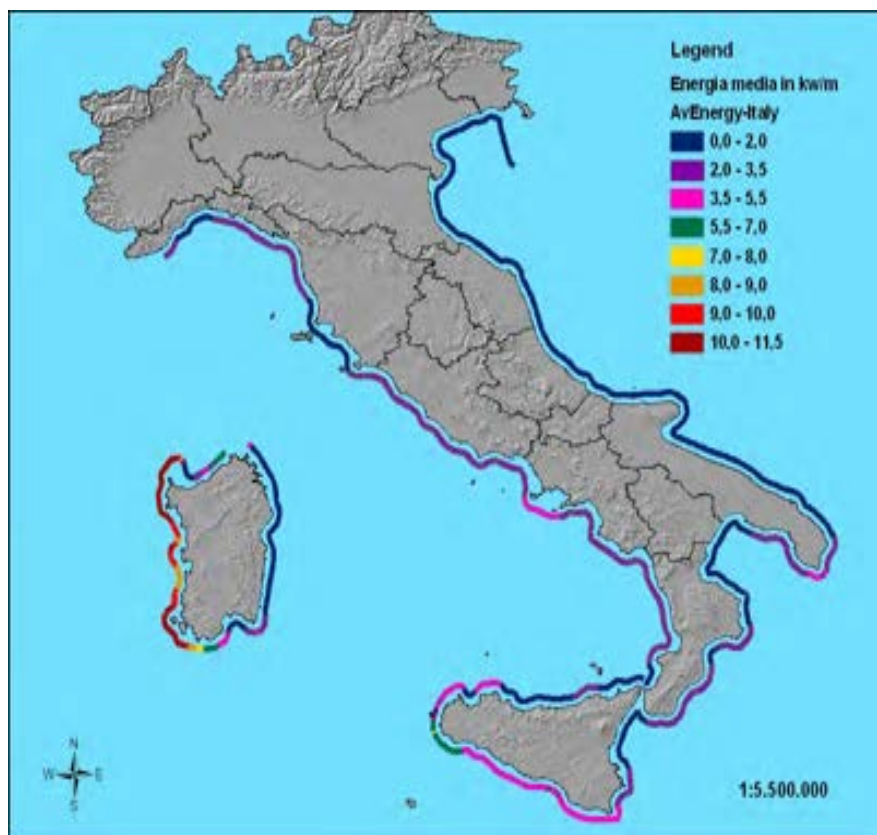 Legend
Energia media in kw/m
AvEnergy-Italy
0,0 - 2,0
2,0 - 3,5
3,5 - 5,5
5,5 - 7,0
7,0 - 8,0
8,0 - 9,0
9,0 - 10,0
10,0 - 11,5
N
W E
S
1:5.500.000